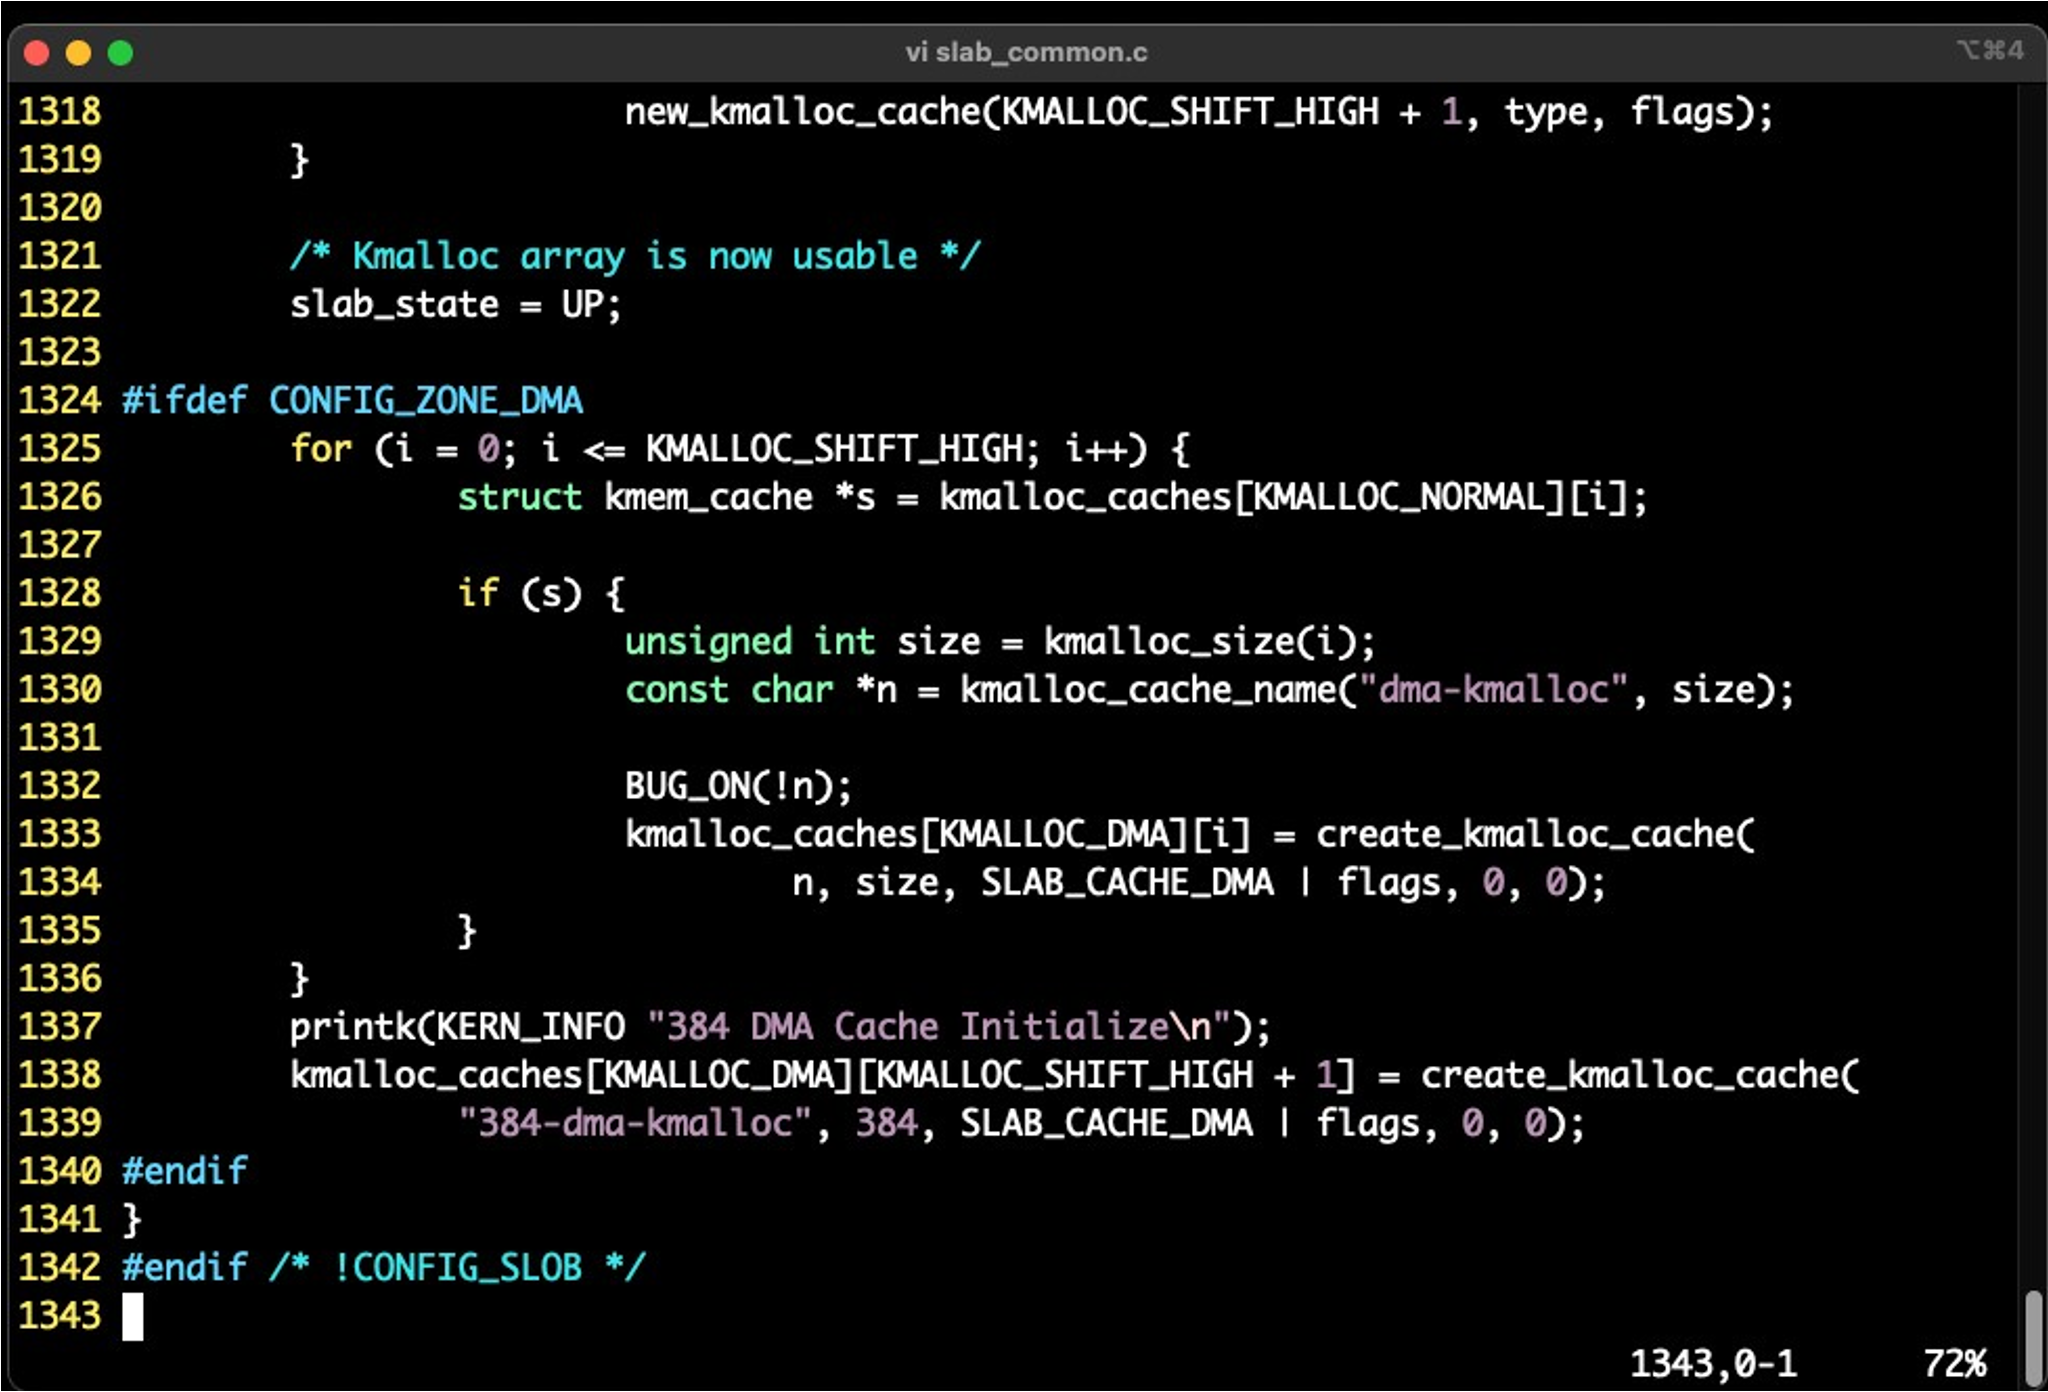 vi slab_common.c ⌥⌘4
1318 new_kmalloc_cache(KMALLOC_SHIFT_HIGH + 1, type, flags);
1319 }
1320
1321 /* Kmalloc array is now usable */
1322 slab_state = UP;
1323
1324 #ifdef CONFIG_ZONE_DMA
1325 for (i = 0; i <= KMALLOC_SHIFT_HIGH; i++) {
1326 struct kmem_cache *s = kmalloc_caches[KMALLOC_NORMAL][i];
1327
1328 if (s) {
1329 unsigned int size = kmalloc_size(i);
1330 const char *n = kmalloc_cache_name("dma-kmalloc", size);
1331
1332 BUG_ON(!n);
1333 kmalloc_caches[KMALLOC_DMA][i] = create_kmalloc_cache(
1334 n, size, SLAB_CACHE_DMA | flags, 0, 0);
1335 }
1336 }
1337 printk(KERN_INFO "384 DMA Cache Initialize\n");
1338 kmalloc_caches[KMALLOC_DMA][KMALLOC_SHIFT_HIGH + 1] = create_kmalloc_cache(
1339 "384-dma-kmalloc", 384, SLAB_CACHE_DMA | flags, 0, 0);
1340 #endif
1341 }
1342 #endif /* !CONFIG_SLOB */
1343
1343,0-1 72%